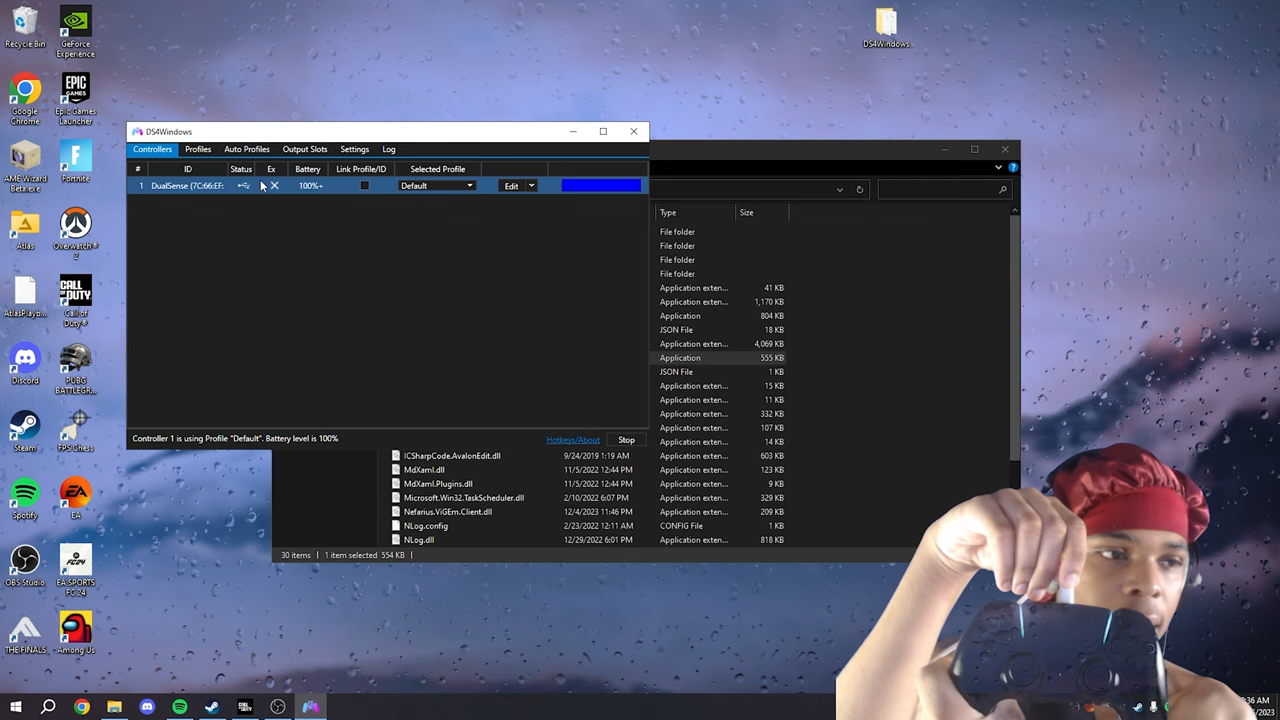 Recycle Bin
GeForce
Experience
Google
Chrome
Epic Games
Launcher
AME Wizard
Beta.exe
Fortnite
Atlas
Overwatch®
2
AtlasPlayb...
Call of
Duty®
Discord
PUBG
BATTLEGR...
Steam
FPS Chess
Spotify
EA
OBS Studio
EA SPORTS
FC 24
THE FINALS
Among Us
DS4Windows
DS4Windows
Controllers Profiles Auto Profiles Output Slots Settings Log
# ID Status Ex Battery Link Profile/ID Selected Profile
1 DualSense (7C:66:EF: 100%+ Default Edit
Controller 1 is using Profile "Default". Battery level is 100%
Hotkeys/About Stop
Type Size
File folder
File folder
File folder
File folder
Application exten... 41 KB
Application exten... 1,170 KB
Application 804 KB
JSON File 18 KB
Application exten... 4,069 KB
Application 555 KB
JSON File 1 KB
Application exten... 15 KB
Application exten... 11 KB
Application exten... 332 KB
Application exten... 107 KB
Application exten... 14 KB
ICSharpCode.AvalonEdit.dll 9/24/2019 1:19 AM Application exten... 603 KB
MdXaml.dll 11/5/2022 12:44 PM Application exten... 123 KB
MdXaml.Plugins.dll 11/5/2022 12:44 PM Application exten... 9 KB
Microsoft.Win32.TaskScheduler.dll 2/10/2022 6:07 PM Application exten... 329 KB
Nefarius.ViGEm.Client.dll 12/4/2023 11:46 PM Application exten... 209 KB
NLog.config 2/23/2022 12:11 AM CONFIG File 1 KB
NLog.dll 12/29/2022 6:01 PM Application exten... 818 KB
30 items 1 item selected 554 KB
:36 AM
/2023